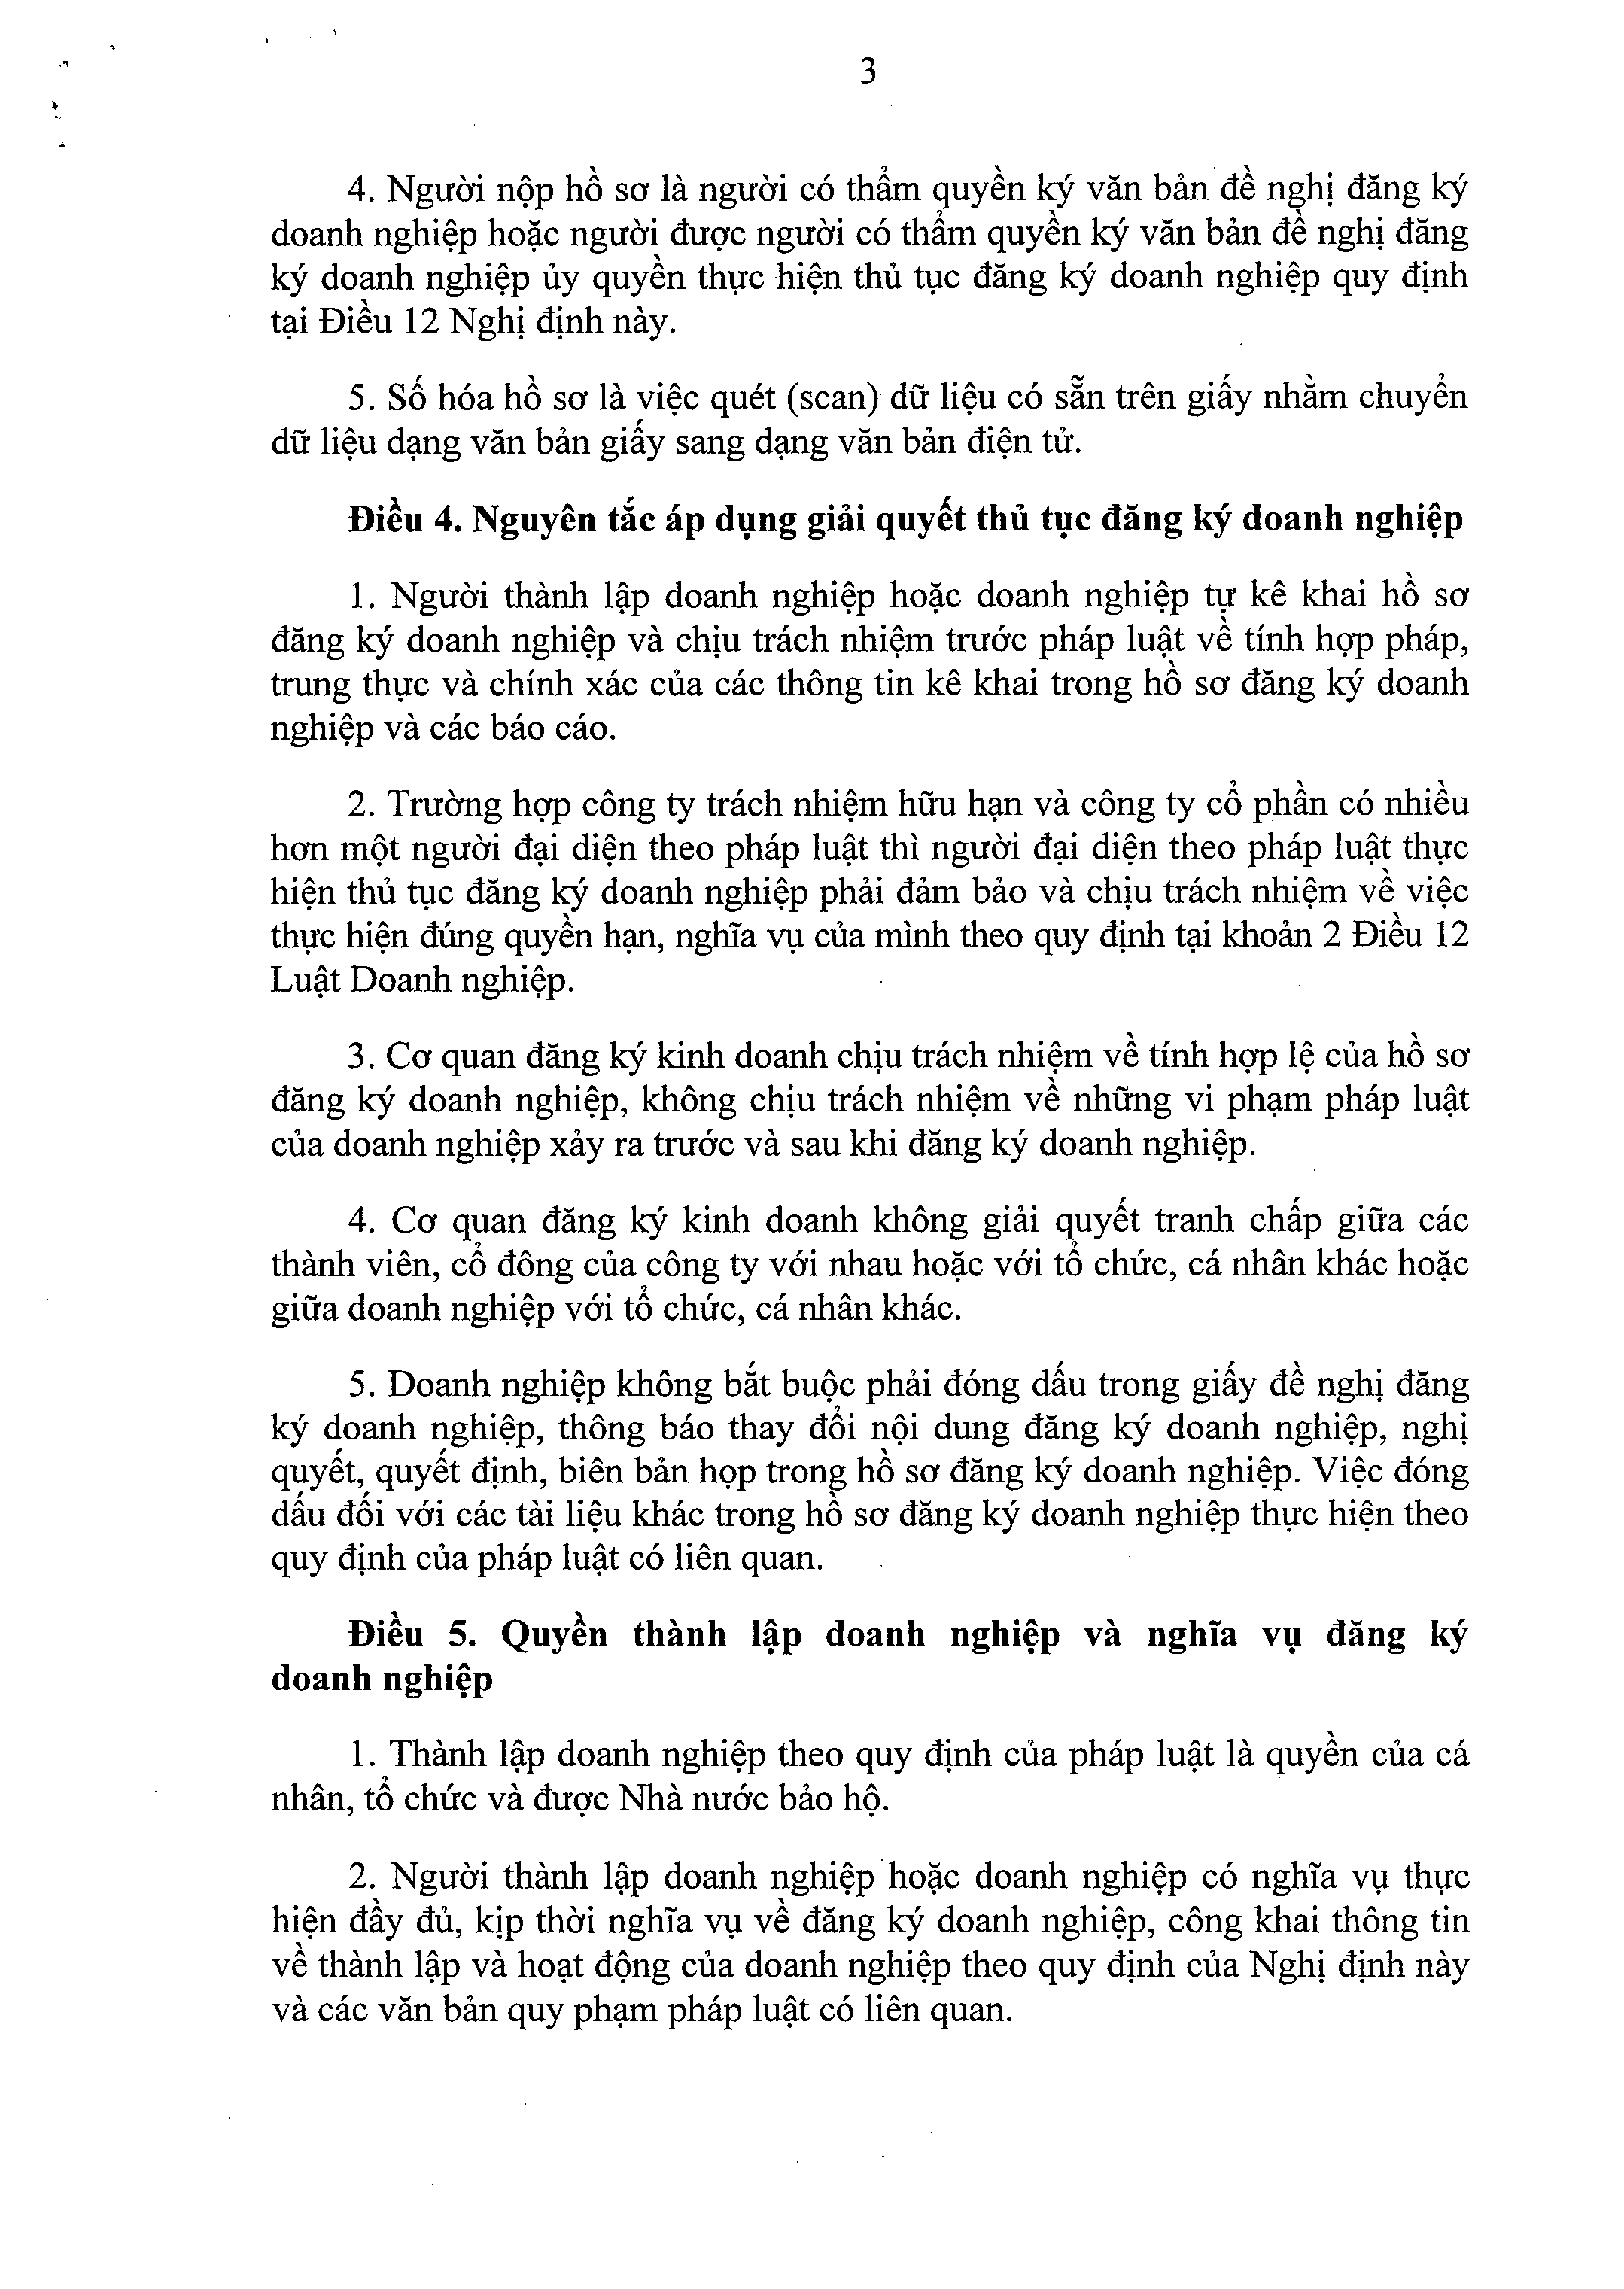 3
4. Người nộp hồ sơ là người có thẩm quyền ký văn bản đề nghị đăng ký
doanh nghiệp hoặc người được người có thẩm quyền ký văn bản đề nghị đăng
ký doanh nghiệp ủy quyền thực hiện thủ tục đăng ký doanh nghiệp quy định
tại Điều 12 Nghị định này.
5. Số hóa hồ sơ là việc quét (scan) dữ liệu có sẵn trên giấy nhằm chuyển
dữ liệu dạng văn bản giấy sang dạng văn bản điện tử.
Điều 4. Nguyên tắc áp dụng giải quyết thủ tục đăng ký doanh nghiệp
1. Người thành lập doanh nghiệp hoặc doanh nghiệp tự kê khai hồ sơ
đăng ký doanh nghiệp và chịu trách nhiệm trước pháp luật về tính hợp pháp,
trung thực và chính xác của các thông tin kê khai trong hồ sơ đăng ký doanh
nghiệp và các báo cáo.
2. Trường hợp công ty trách nhiệm hữu hạn và công ty cổ phần có nhiều
hơn một người đại diện theo pháp luật thì người đại diện theo pháp luật thực
hiện thủ tục đăng ký doanh nghiệp phải đảm bảo và chịu trách nhiệm về việc
thực hiện đúng quyền hạn, nghĩa vụ của mình theo quy định tại khoản 2 Điều 12
Luật Doanh nghiệp.
3. Cơ quan đăng ký kinh doanh chịu trách nhiệm về tính hợp lệ của hồ sơ
đăng ký doanh nghiệp, không chịu trách nhiệm về những vi phạm pháp luật
của doanh nghiệp xảy ra trước và sau khi đăng ký doanh nghiệp.
4. Cơ quan đăng ký kinh doanh không giải quyết tranh chấp giữa các
thành viên, cổ đông của công ty với nhau hoặc với tổ chức, cá nhân khác hoặc
giữa doanh nghiệp với tổ chức, cá nhân khác.
5. Doanh nghiệp không bắt buộc phải đóng dấu trong giấy đề nghị đăng
ký doanh nghiệp, thông báo thay đổi nội dung đăng ký doanh nghiệp, nghị
quyết, quyết định, biên bản họp trong hồ sơ đăng ký doanh nghiệp. Việc đóng
dấu đối với các tài liệu khác trong hồ sơ đăng ký doanh nghiệp thực hiện theo
quy định của pháp luật có liên quan.
Điều 5. Quyền thành lập doanh nghiệp và nghĩa vụ đăng ký
doanh nghiệp
1. Thành lập doanh nghiệp theo quy định của pháp luật là quyền của cá
nhân, tổ chức và được Nhà nước bảo hộ.
2. Người thành lập doanh nghiệp hoặc doanh nghiệp có nghĩa vụ thực
hiện đầy đủ, kịp thời nghĩa vụ về đăng ký doanh nghiệp, công khai thông tin
về thành lập và hoạt động của doanh nghiệp theo quy định của Nghị định này
và các văn bản quy phạm pháp luật có liên quan.